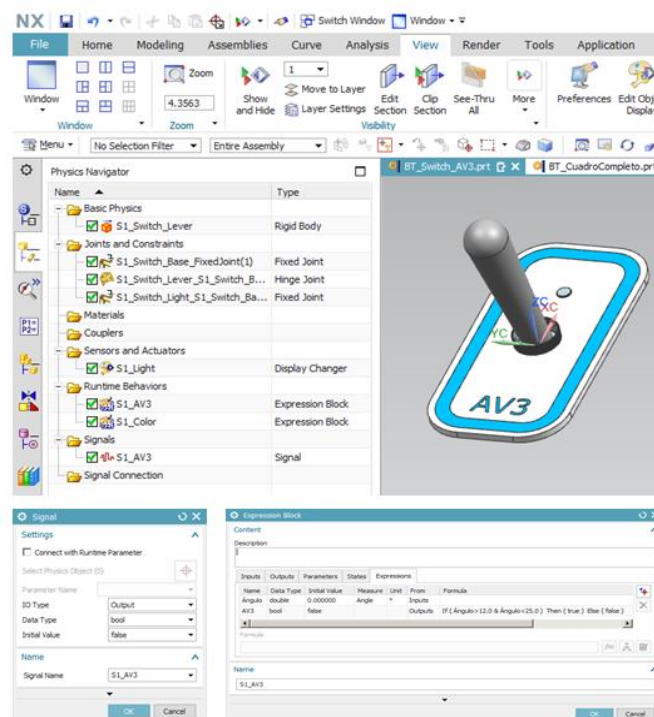 NX Switch Window Window
File Home Modeling Assemblies Curve Analysis View Render Tools Application
Window Zoom 4.3563 Show and Hide 1 Move to Layer Layer Settings Edit Section Clip Section See-Thru All More Preferences Edit Obj Display
Window Zoom Visibility
Menu No Selection Filter Entire Assembly
Physics Navigator BT_Switch_AV3.prt BT_CuadroCompleto.prt
Name Type
Basic Physics
S1_Switch_Lever Rigid Body
Joints and Constraints
S1_Switch_Base_FixedJoint(1) Fixed Joint
S1_Switch_Lever_S1_Switch_B... Hinge Joint
S1_Switch_Light_S1_Switch_Ba... Fixed Joint
Materials
Couplers
Sensors and Actuators
S1_Light Display Changer
Runtime Behaviors
S1_AV3 Expression Block
S1_Color Expression Block
Signals
S1_AV3 Signal
Signal Connection
ZC
XC
YC
AV3
Signal
Settings
Connect with Runtime Parameter
Select Physics Object (0)
Parameter Name
IO Type Output
Data Type bool
Initial Value false
Name
Signal Name S1_AV3
OK Cancel
Expression Block
Content
Description
Inputs Outputs Parameters States Expressions
Name Data Type Initial Value Measure Unit From Formula
Ángulo double 0.000000 Angle ° Inputs
AV3 bool false Outputs If ( Ángulo>12.0 & Ángulo<25.0 ) Then ( true ) Else ( false )
Formula
Name
S1_AV3
OK Cancel